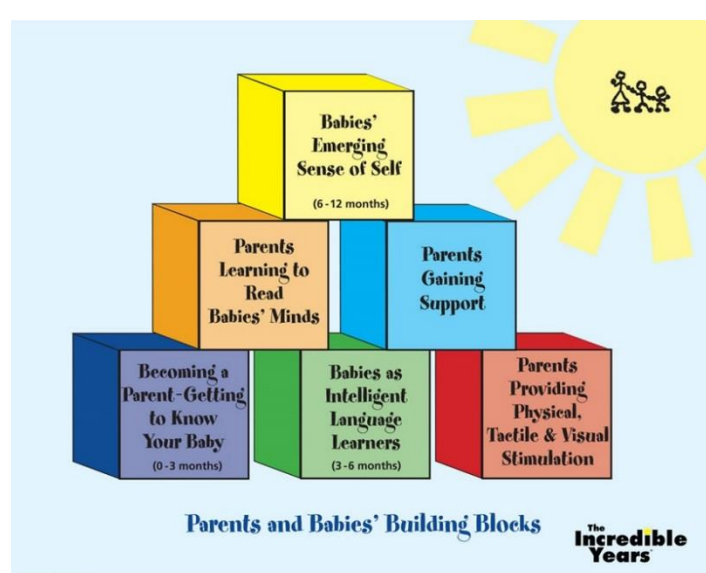 Babies'
Emerging
Sense of Self
(6-12 months)
Parents
Learning to
Read
Babies' Minds
Parents
Gaining
Support
Becoming a
Parent-Getting
to Know
Your Baby
(0-3 months)
Babies as
Intelligent
Language
Learners
(3-6 months)
Parents
Providing
Physical,
Tactile & Visual
Stimulation
Parents and Babies' Building Blocks
The
Incredible
Years